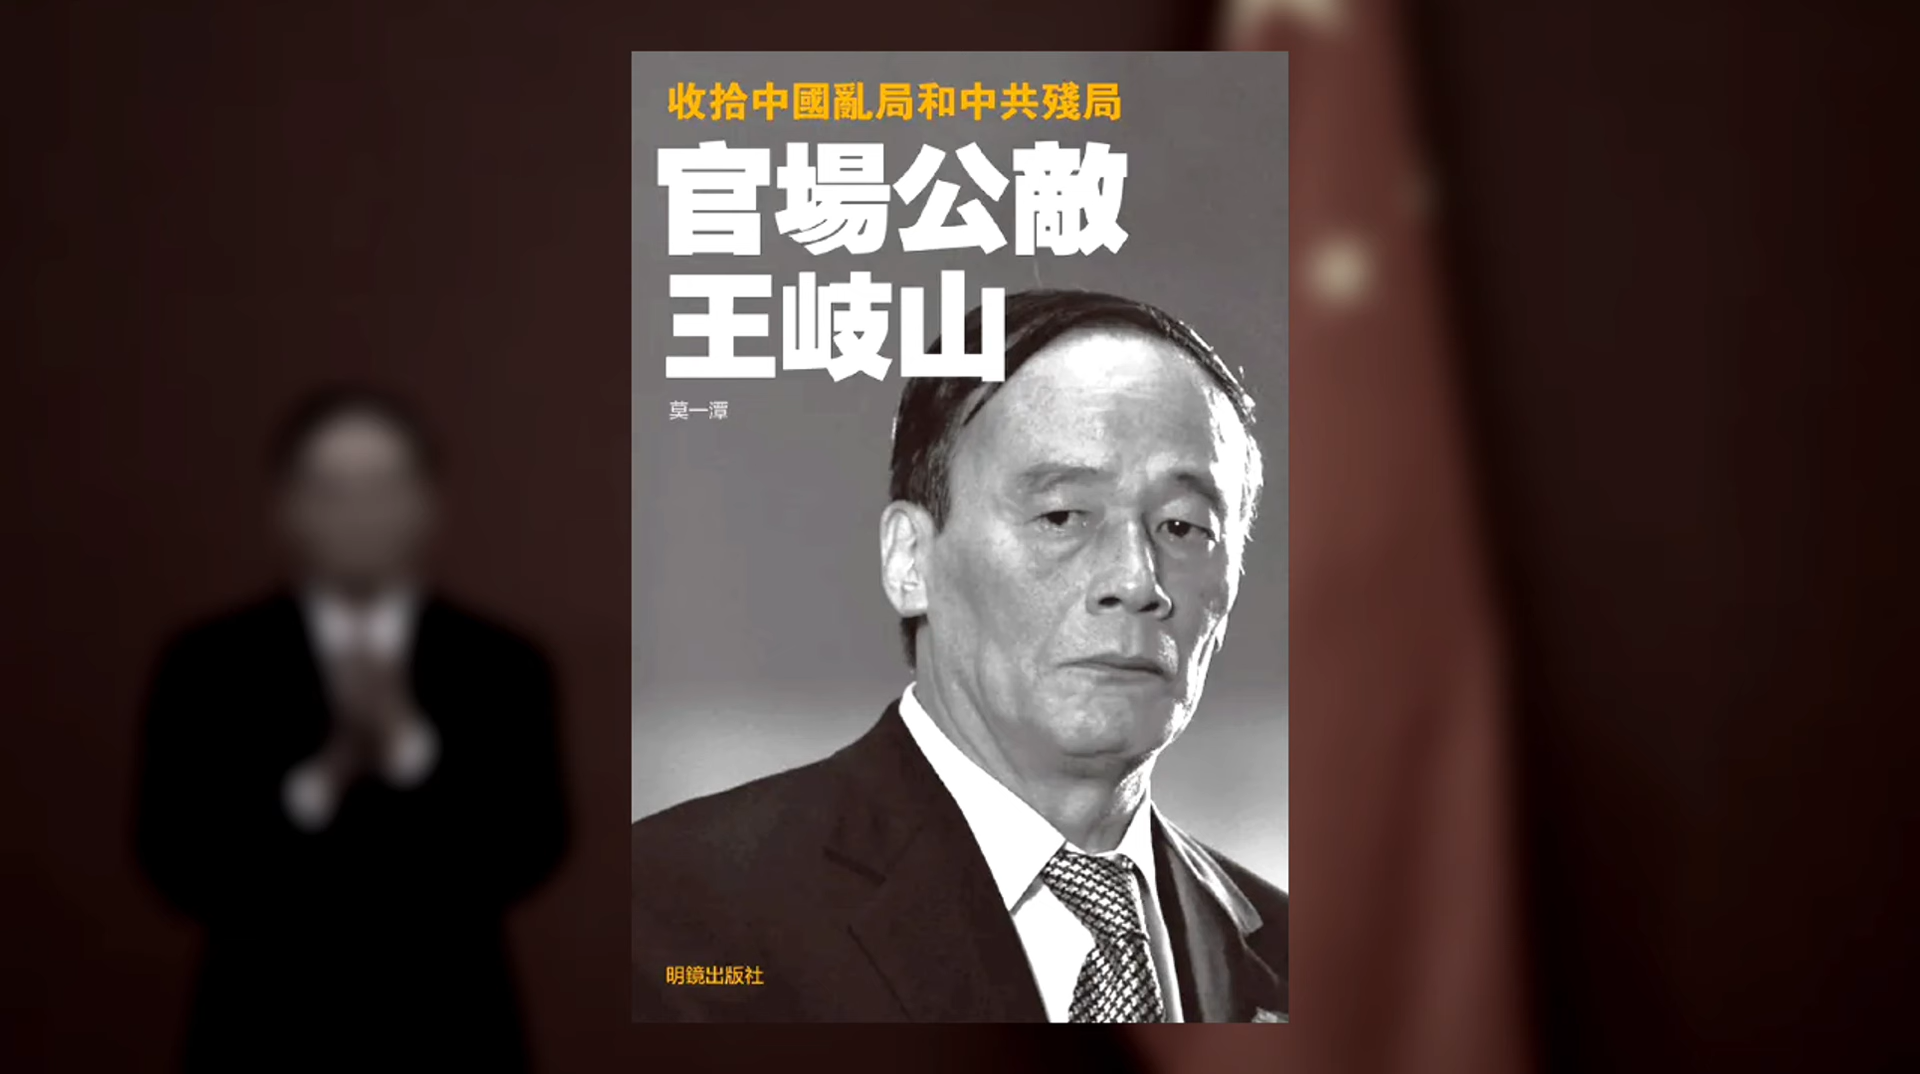 收拾中國亂局和中共殘局
官場公敵
王岐山
莫一潭
明鏡出版社